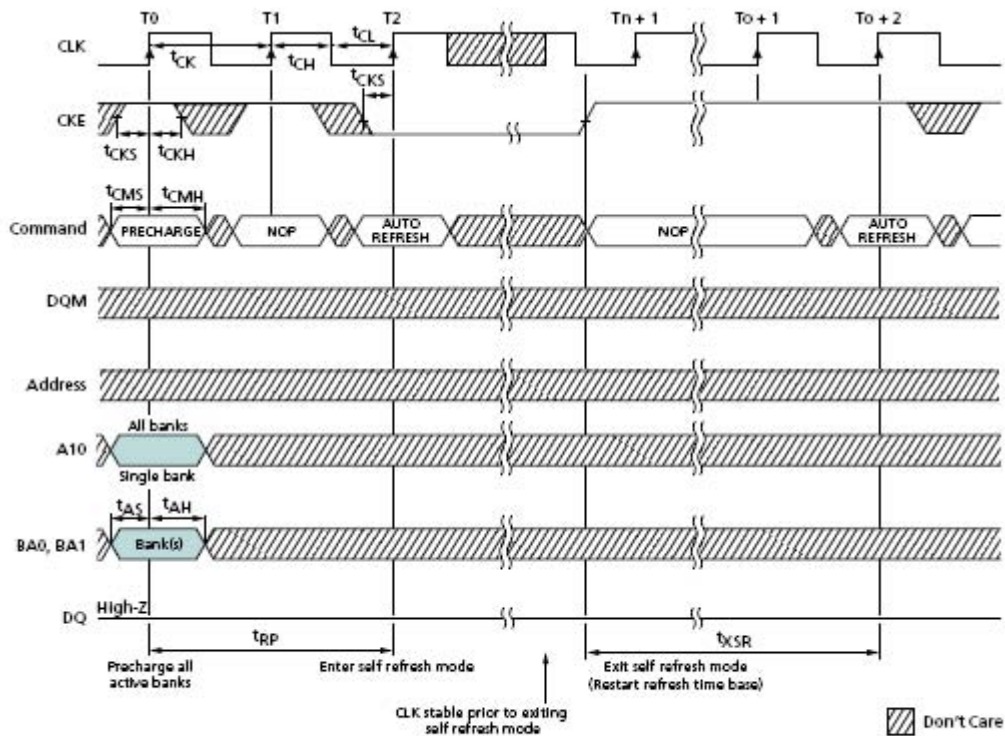 T0 T1 T2 Tn + 1 To + 1 To + 2
CLK
tCK tCH tCL
tCKS
CKE
tCKS tCKH
tCMS tCMH
Command PRECHARGE NOP AUTO REFRESH NOP AUTO REFRESH
DQM
Address
All banks
A10
Single bank
tAS tAH
BA0, BA1 Bank(s)
High-Z
DQ
tRP tXSR
Precharge all active banks
Enter self refresh mode
Exit self refresh mode
(Restart refresh time base)
CLK stable prior to exiting
self refresh mode
Don't Care